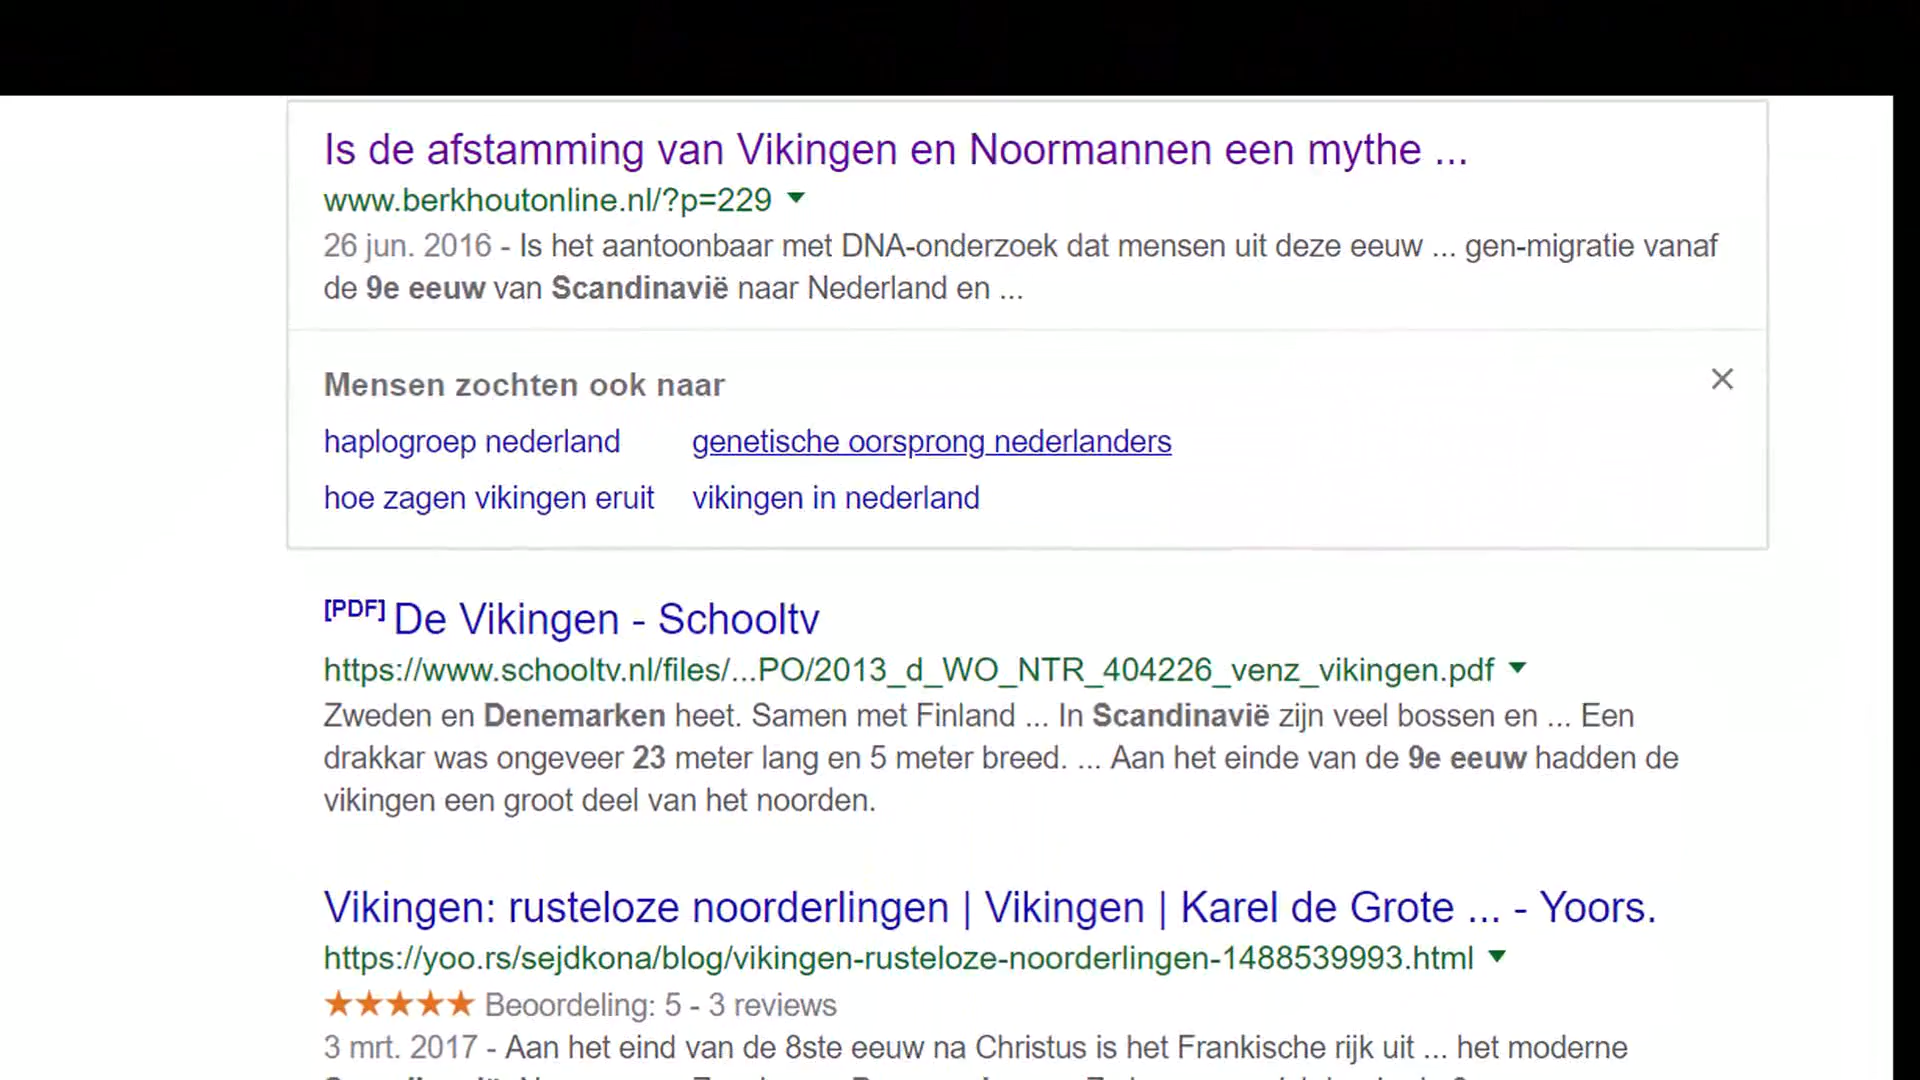 Is de afstamming van Vikingen en Noormannen een mythe ...
www.berkhoutonline.nl/?p=229
26 jun. 2016 - Is het aantoonbaar met DNA-onderzoek dat mensen uit deze eeuw ... gen-migratie vanaf
de 9e eeuw van Scandinavië naar Nederland en ...
Mensen zochten ook naar
haplogroep nederland genetische oorsprong nederlanders
hoe zagen vikingen eruit vikingen in nederland
[PDF] De Vikingen - Schooltv
https://www.schooltv.nl/files/...PO/2013_d_WO_NTR_404226_venz_vikingen.pdf
Zweden en Denemarken heet. Samen met Finland ... In Scandinavië zijn veel bossen en ... Een
drakkar was ongeveer 23 meter lang en 5 meter breed. ... Aan het einde van de 9e eeuw hadden de
vikingen een groot deel van het noorden.
Vikingen: rusteloze noorderlingen | Vikingen | Karel de Grote ... - Yoors.
https://yoo.rs/sejdkona/blog/vikingen-rusteloze-noorderlingen-1488539993.html
Beoordeling: 5 - 3 reviews
3 mrt. 2017 - Aan het eind van de 8ste eeuw na Christus is het Frankische rijk uit ... het moderne